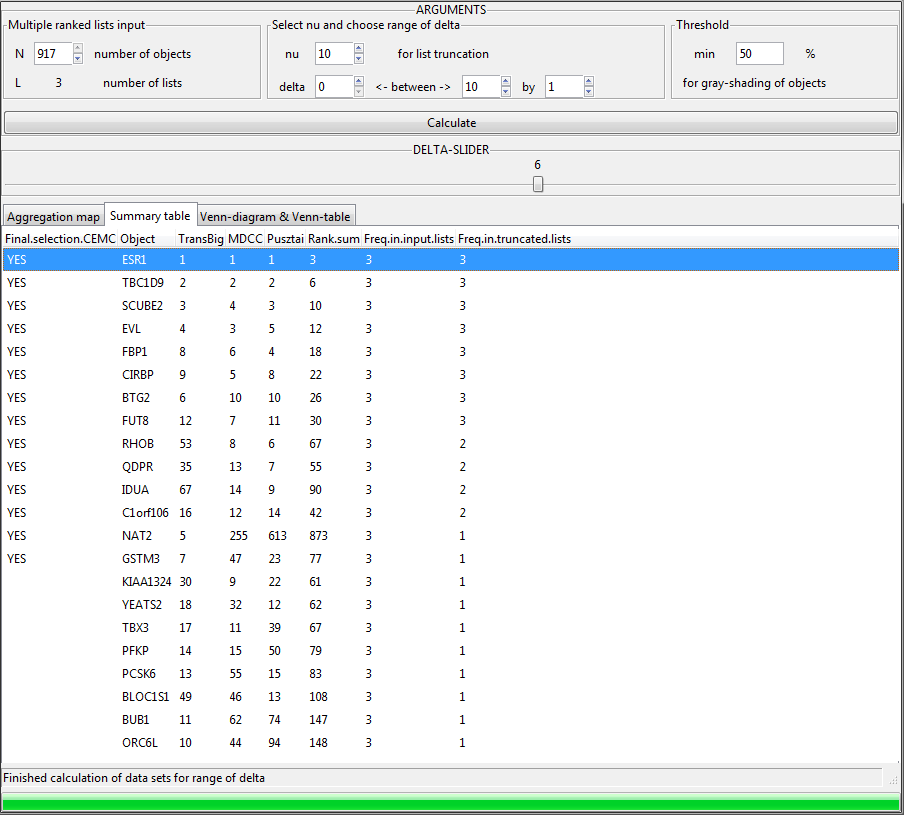 ARGUMENTS
Multiple ranked lists input
Select nu and choose range of delta
Threshold
N 917 number of objects
nu 10 for list truncation
min 50 %
L 3 number of lists
delta 0 <- between -> 10 by 1
for gray-shading of objects
Calculate
DELTA-SLIDER
6
Aggregation map Summary table Venn-diagram & Venn-table
Final.selection.CEMC Object TransBig MDCC Pusztai Rank.sum Freq.in.input.lists Freq.in.truncated.lists
YES ESR1 1 1 1 3 3 3
YES TBC1D9 2 2 2 6 3 3
YES SCUBE2 3 4 3 10 3 3
YES EVL 4 3 5 12 3 3
YES FBP1 8 6 4 18 3 3
YES CIRBP 9 5 8 22 3 3
YES BTG2 6 10 10 26 3 3
YES FUT8 12 7 11 30 3 3
YES RHOB 53 8 6 67 3 2
YES QDPR 35 13 7 55 3 2
YES IDUA 67 14 9 90 3 2
YES C1orf106 16 12 14 42 3 2
YES NAT2 5 255 613 873 3 1
YES GSTM3 7 47 23 77 3 1
KIAA1324 30 9 22 61 3 1
YEATS2 18 32 12 62 3 1
TBX3 17 11 39 67 3 1
PFKP 14 15 50 79 3 1
PCSK6 13 55 15 83 3 1
BLOC1S1 49 46 13 108 3 1
BUB1 11 62 74 147 3 1
ORC6L 10 44 94 148 3 1
Finished calculation of data sets for range of delta